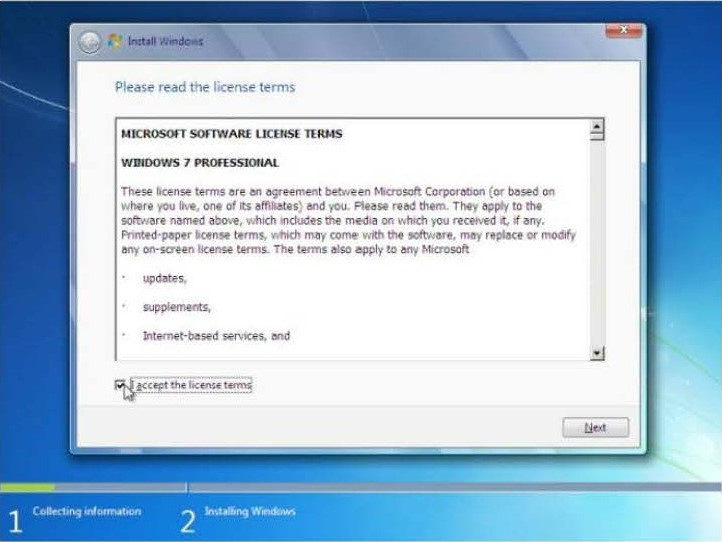 Install Windows
Please read the license terms
MICROSOFT SOFTWARE LICENSE TERMS
WINDOWS 7 PROFESSIONAL
These license terms are an agreement between Microsoft Corporation (or based on
where you live, one of its affiliates) and you. Please read them. They apply to the
software named above, which includes the media on which you received it, if any.
Printed-paper license terms, which may come with the software, may replace or modify
any on-screen license terms. The terms also apply to any Microsoft
· updates,
· supplements,
· Internet-based services, and
I accept the license terms
Next
1 Collecting information
2 Installing Windows